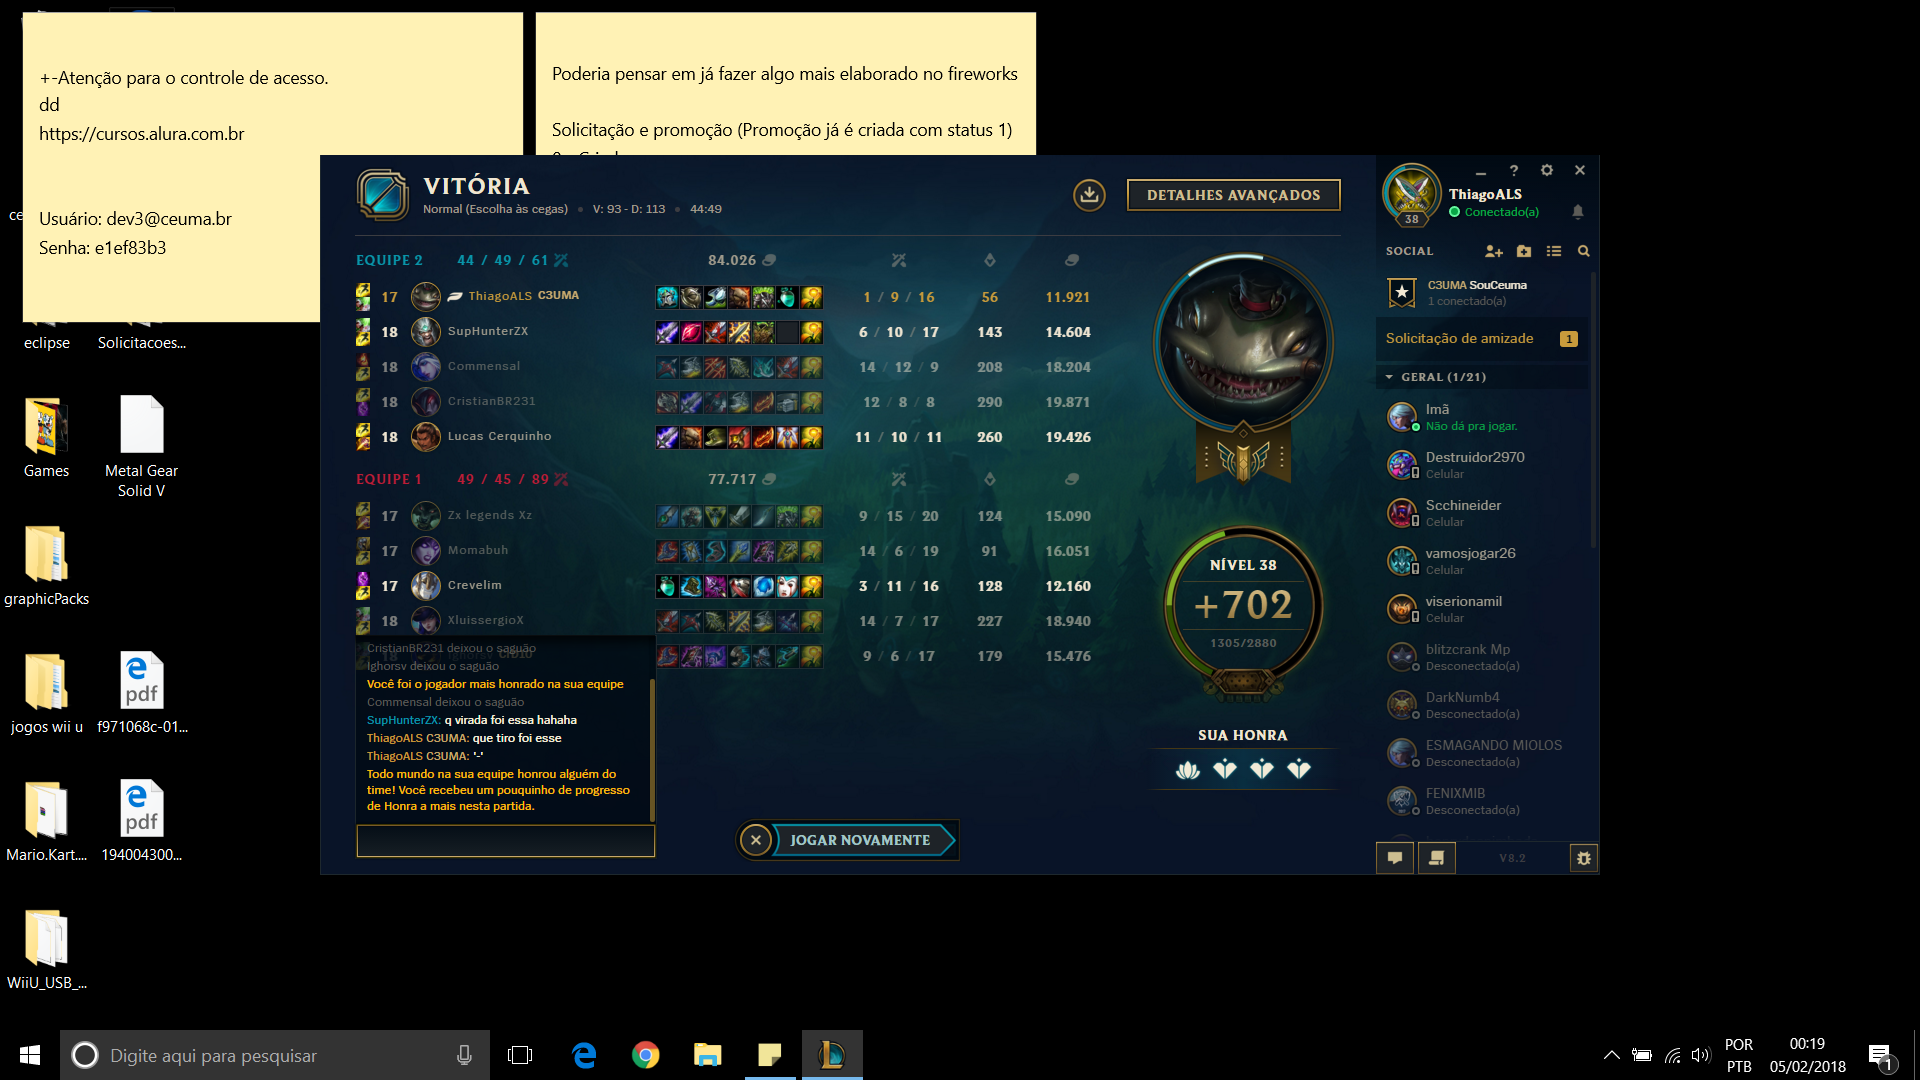 +-Atenção para o controle de acesso.
dd
https://cursos.alura.com.br
Usuário: dev3@ceuma.br
Senha: e1ef83b3
Poderia pensar em já fazer algo mais elaborado no fireworks
Solicitação e promoção (Promoção já é criada com status 1)
ce
eclipse
Solicitacoes...
Games
Metal Gear
Solid V
graphicPacks
jogos wii u
f971068c-01...
Mario.Kart....
194004300...
WiiU_USB_...
pdf
pdf
VITÓRIA
Normal (Escolha às cegas) • V: 93 - D: 113 • 44:49
DETALHES AVANÇADOS
EQUIPE 2 44 / 49 / 61 84.026
17 ThiagoALS C3UMA 1 / 9 / 16 56 11.921
18 SupHunterZX 6 / 10 / 17 143 14.604
18 Commensal 14 / 12 / 9 208 18.204
18 CristianBR231 12 / 8 / 8 290 19.871
18 Lucas Cerquinho 11 / 10 / 11 260 19.426
EQUIPE 1 49 / 45 / 89 77.717
17 Zx legends Xz 9 / 15 / 20 124 15.090
17 Momabuh 14 / 6 / 19 91 16.051
17 Crevelim 3 / 11 / 16 128 12.160
18 XluissergioX 14 / 7 / 17 227 18.940
18 9 / 6 / 17 179 15.476
CristianBR231 deixou o saguão
Ighorsv deixou o saguão
Você foi o jogador mais honrado na sua equipe
Commensal deixou o saguão
SupHunterZX: q virada foi essa hahaha
ThiagoALS C3UMA: que tiro foi esse
ThiagoALS C3UMA: '-'
Todo mundo na sua equipe honrou alguém do
time! Você recebeu um pouquinho de progresso
de Honra a mais nesta partida.
JOGAR NOVAMENTE
NÍVEL 38
+702
1305/2880
SUA HONRA
38
ThiagoALS
Conectado(a)
SOCIAL
C3UMA SouCeuma
1 conectado(a)
Solicitação de amizade 1
GERAL (1/21)
Imã
Não dá pra jogar.
Destruidor2970
Celular
Scchineider
Celular
vamosjogar26
Celular
viserionamil
Celular
blitzcrank Mp
Desconectado(a)
DarkNumb4
Desconectado(a)
ESMAGANDO MIOLOS
Desconectado(a)
FENIXMIB
Desconectado(a)
V8.2
Digite aqui para pesquisar
POR
PTB
00:19
05/02/2018
1